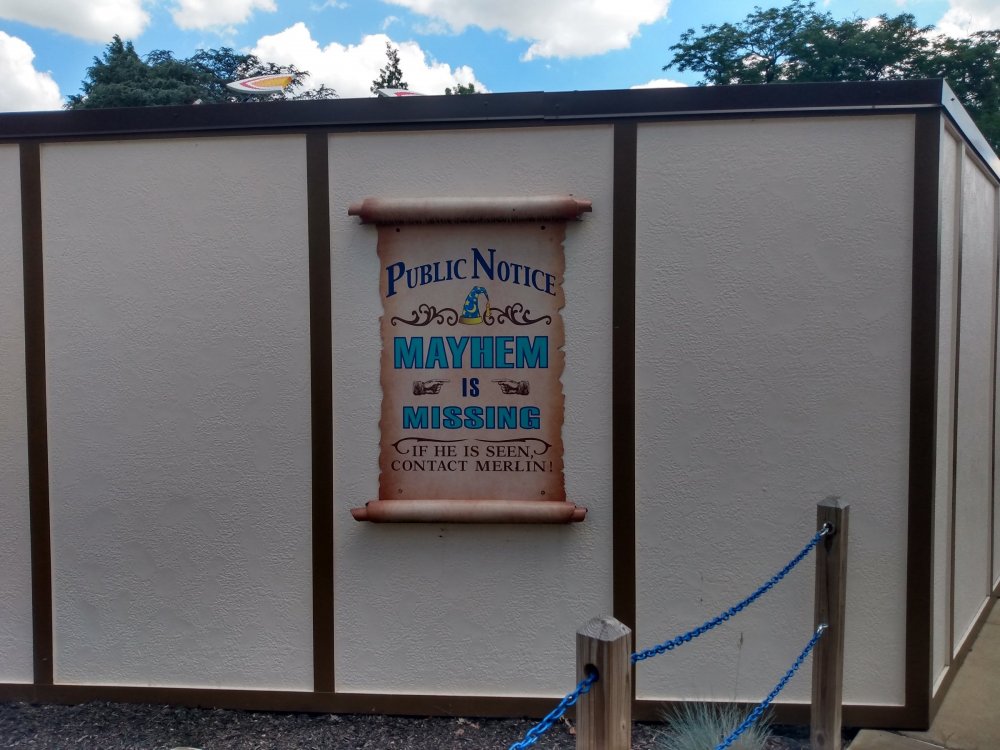 PUBLIC NOTICE
MAYHEM
IS
MISSING
IF HE IS SEEN,
CONTACT MERLIN!